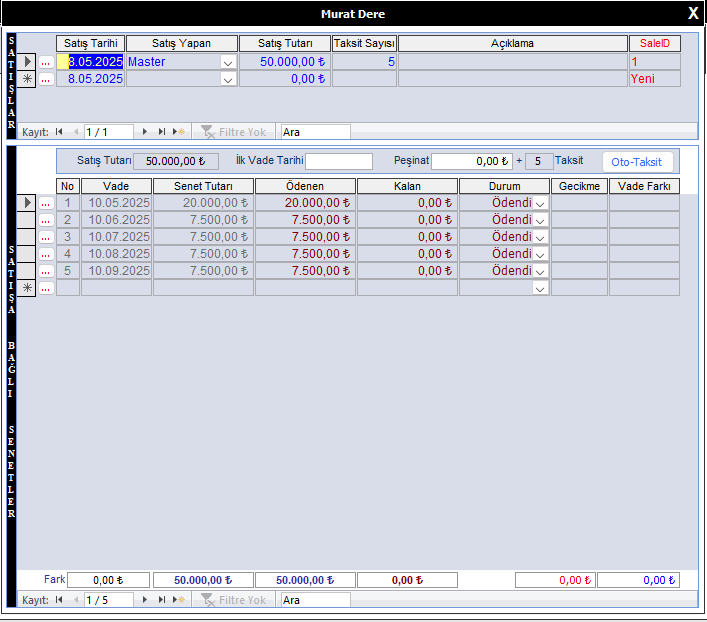 Murat Dere X
SATIŞLAR
Satış Tarihi Satış Yapan Satış Tutarı Taksit Sayısı Açıklama SaleID
... 8.05.2025 Master 50.000,00 ₺ 5 1
... 8.05.2025 0,00 ₺ Yeni
Kayıt: 1 / 1 Filtre Yok Ara
SATIŞA BAĞLI SENETLER
Satış Tutarı 50.000,00 ₺ İlk Vade Tarihi Peşinat 0,00 ₺ + 5 Taksit Oto-Taksit
No Vade Senet Tutarı Ödenen Kalan Durum Gecikme Vade Farkı
... 1 10.05.2025 20.000,00 ₺ 20.000,00 ₺ 0,00 ₺ Ödendi
... 2 10.06.2025 7.500,00 ₺ 7.500,00 ₺ 0,00 ₺ Ödendi
... 3 10.07.2025 7.500,00 ₺ 7.500,00 ₺ 0,00 ₺ Ödendi
... 4 10.08.2025 7.500,00 ₺ 7.500,00 ₺ 0,00 ₺ Ödendi
... 5 10.09.2025 7.500,00 ₺ 7.500,00 ₺ 0,00 ₺ Ödendi
...
Fark 0,00 ₺ 50.000,00 ₺ 50.000,00 ₺ 0,00 ₺ 0,00 ₺ 0,00 ₺
Kayıt: 1 / 5 Filtre Yok Ara